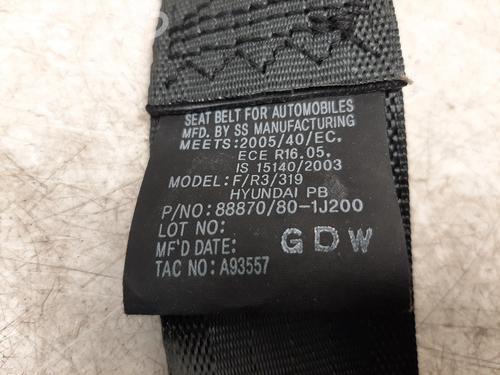 SEAT BELT FOR AUTOMOBILES
MFD. BY SS MANUFACTURING
MEETS:2005/40/EC,
ECE R16.05,
IS 15140/2003
MODEL: F/R3/319
HYUNDAI PB
P/NO: 88870/80-1J200
LOT NO:
MF'D DATE: GDW
TAC NO: A93557